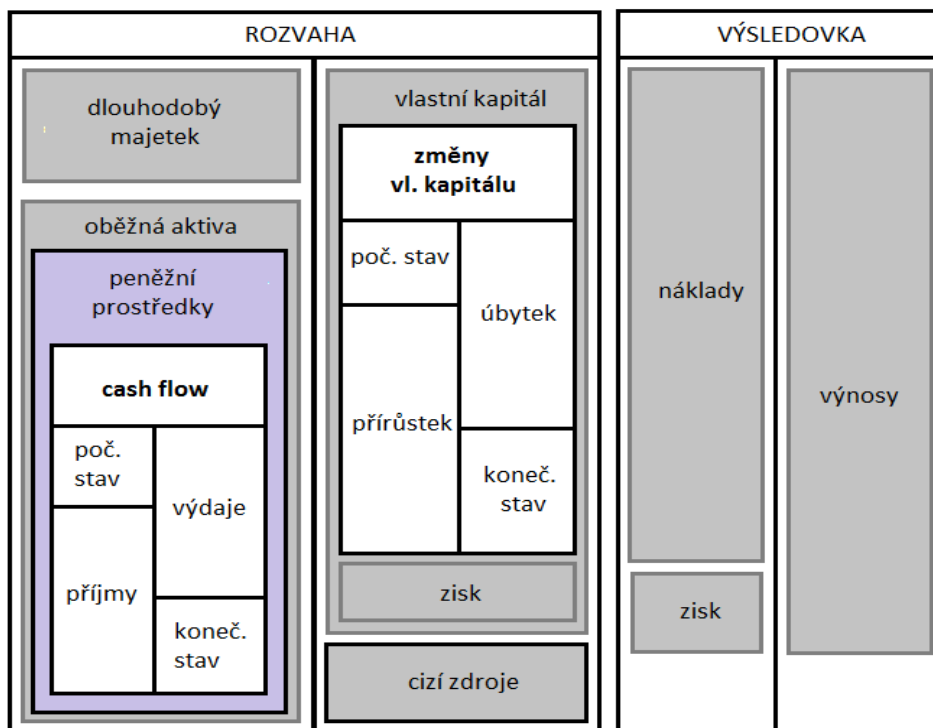 ROZVAHA
dlouhodobý
majetek
oběžná aktiva
peněžní
prostředky
cash flow
poč.
stav
výdaje
příjmy
koneč.
stav
vlastní kapitál
změny
vl. kapitálu
poč. stav
úbytek
přírůstek
koneč.
stav
zisk
cizí zdroje
VÝSLEDOVKA
náklady
zisk
výnosy